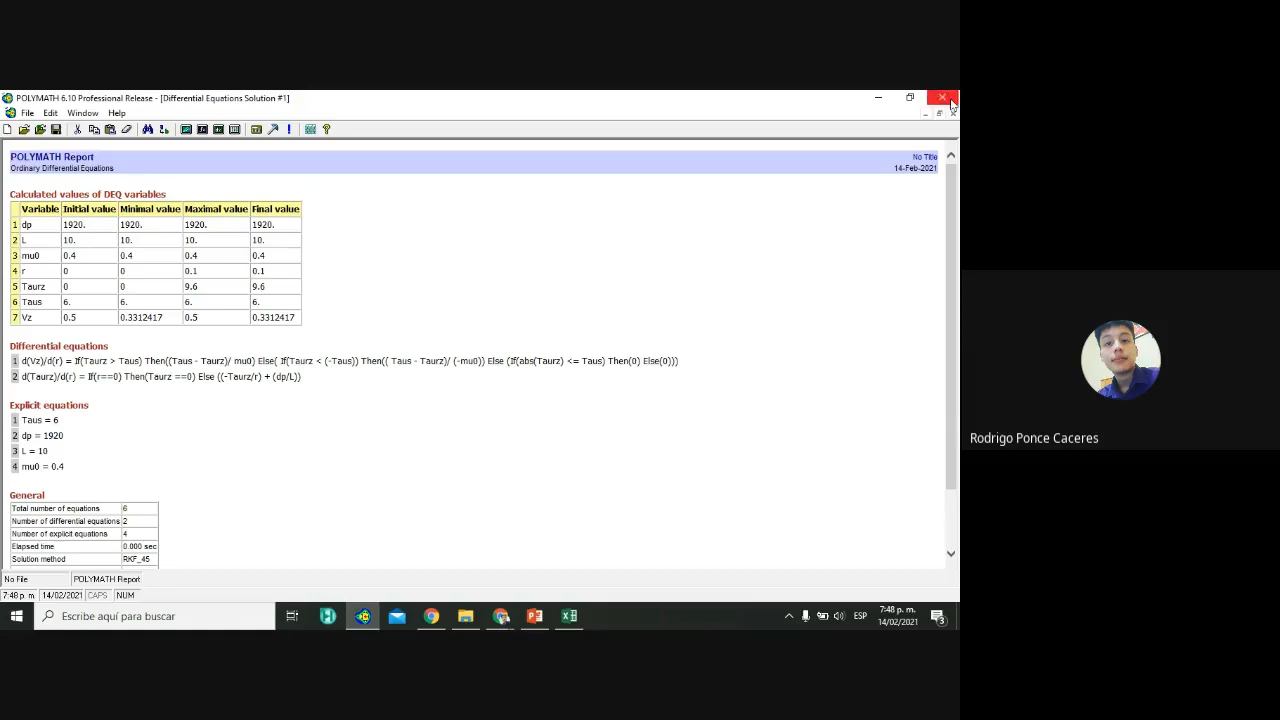 POLYMATH 6.10 Professional Release - [Differential Equations Solution #1]
File Edit Window Help
POLYMATH Report No Title
Ordinary Differential Equations 14-Feb-2021
Calculated values of DEQ variables
Variable Initial value Minimal value Maximal value Final value
1 dp 1920. 1920. 1920. 1920.
2 L 10. 10. 10. 10.
3 mu0 0.4 0.4 0.4 0.4
4 r 0 0 0.1 0.1
5 Taurz 0 0 9.6 9.6
6 Taus 6. 6. 6. 6.
7 Vz 0.5 0.3312417 0.5 0.3312417
Differential equations
1 d(Vz)/d(r) = If(Taurz > Taus) Then((Taus - Taurz)/ mu0) Else( If(Taurz < (-Taus)) Then(( Taus - Taurz)/ (-mu0)) Else (If(abs(Taurz) <= Taus) Then(0) Else(0)))
2 d(Taurz)/d(r) = If(r==0) Then(Taurz ==0) Else ((-Taurz/r) + (dp/L))
Explicit equations
1 Taus = 6
2 dp = 1920
3 L = 10
4 mu0 = 0.4
General
Total number of equations 6
Number of differential equations 2
Number of explicit equations 4
Elapsed time 0.000 sec
Solution method RKF_45
No File POLYMATH Report
7:48 p. m. 14/02/2021 CAPS NUM
Escribe aquí para buscar
ESP
7:48 p. m.
14/02/2021
3
Rodrigo Ponce Caceres